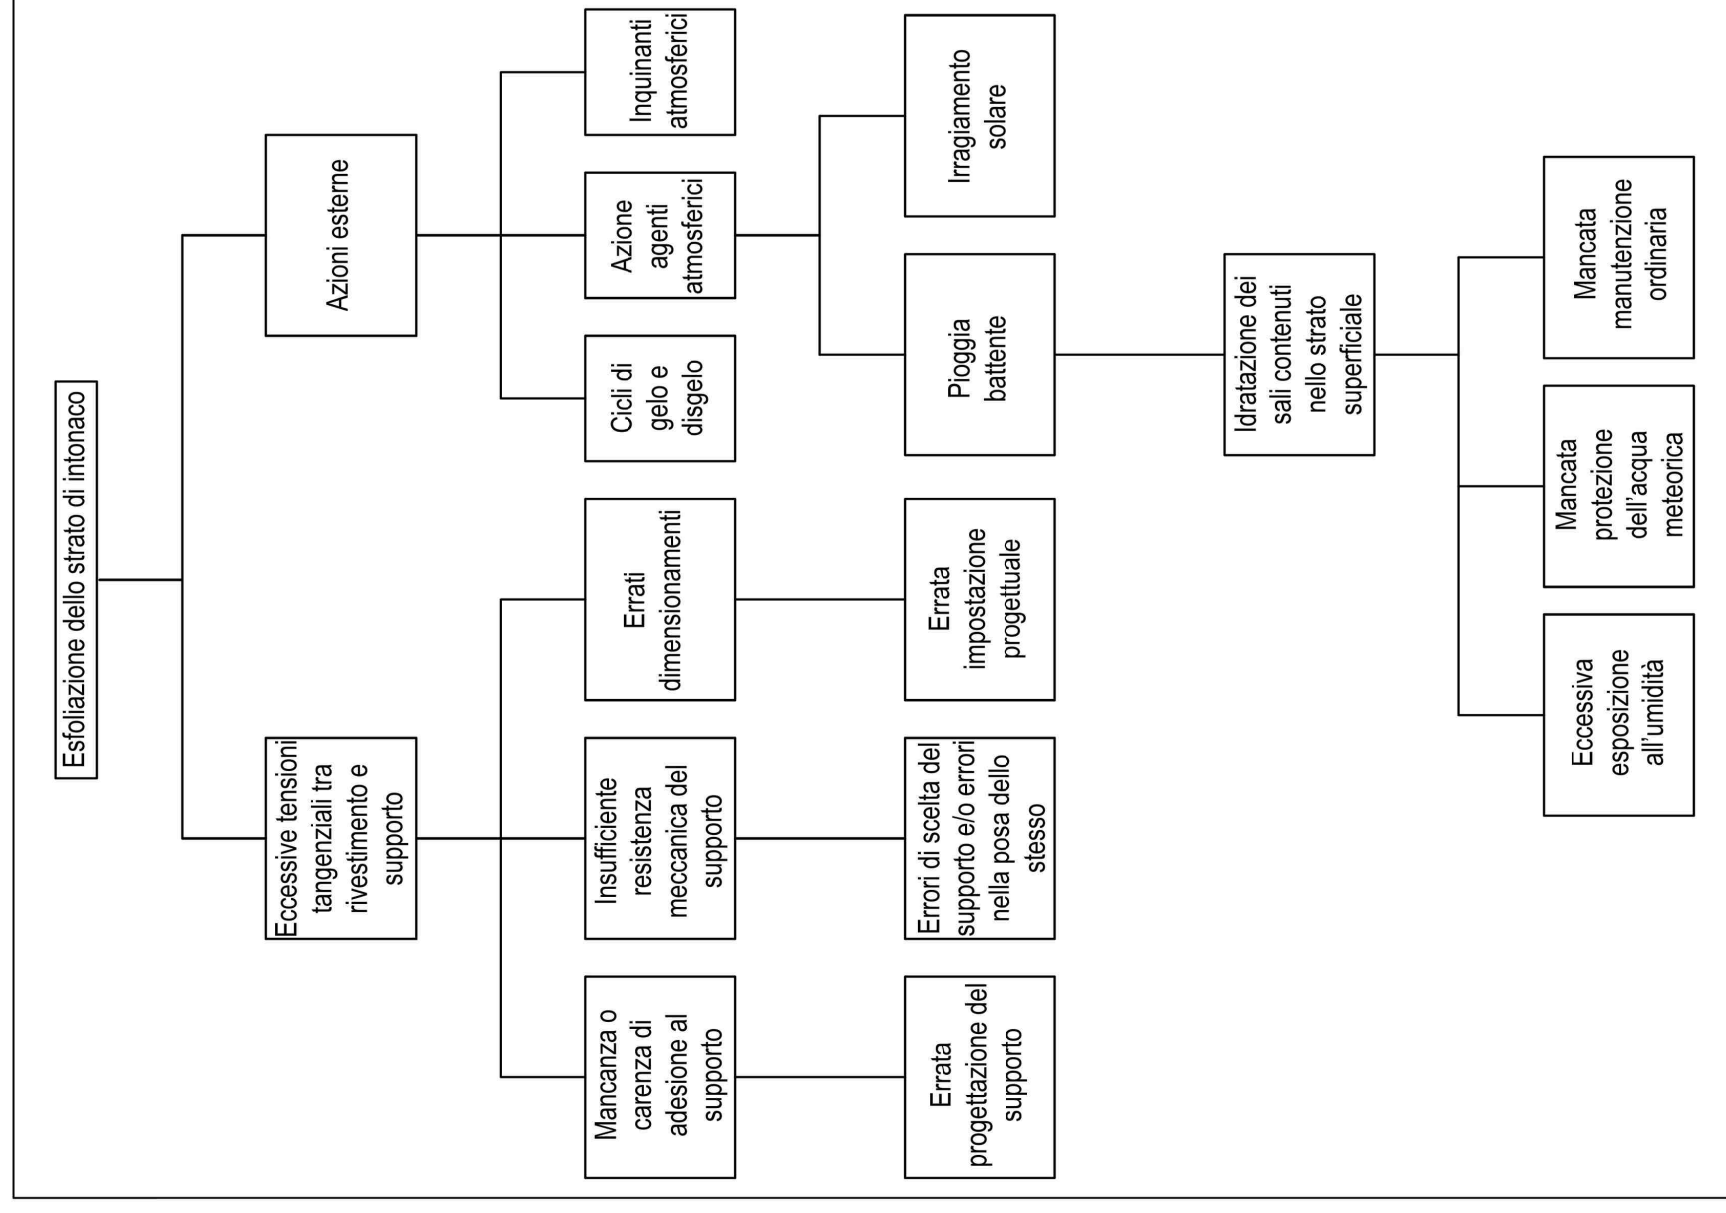 Esfoliazione dello strato di intonaco
Eccessive tensioni
tangenziali tra
rivestimento e
supporto
Azioni esterne
Mancanza o
carenza di
adesione al
supporto
Insufficiente
resistenza
meccanica del
supporto
Errati
dimensionamenti
Cicli di
gelo e
disgelo
Azione
agenti
atmosferici
Inquinanti
atmosferici
Errata
progettazione del
supporto
Errori di scelta del
supporto e/o errori
nella posa dello
stesso
Errata
impostazione
progettuale
Pioggia
battente
Irragiamento
solare
Idratazione dei
sali contenuti
nello strato
superficiale
Eccessiva
esposizione
all'umidità
Mancata
protezione
dell'acqua
meteorica
Mancata
manutenzione
ordinaria